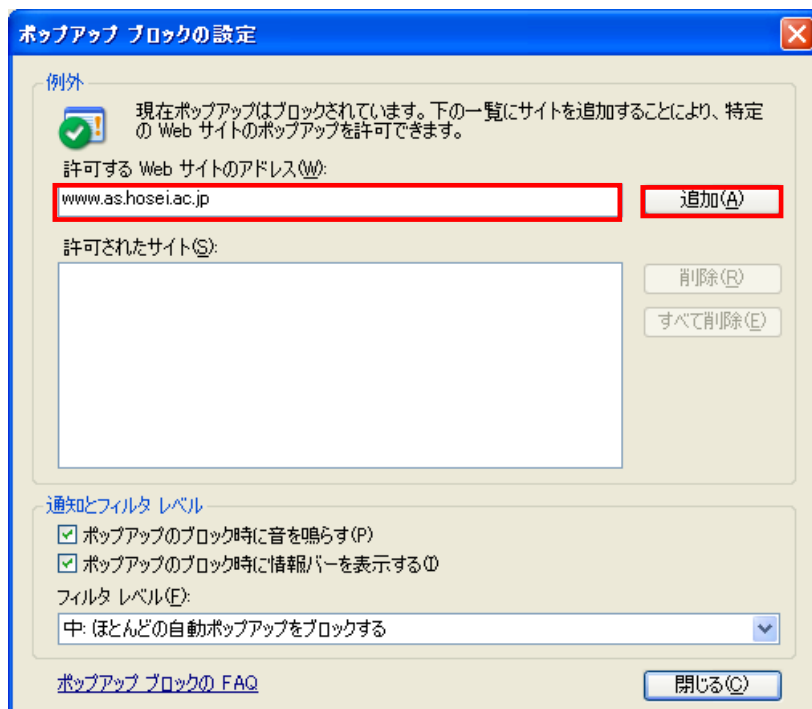 ポップアップ ブロックの設定
例外
現在ポップアップはブロックされています。下の一覧にサイトを追加することにより、特定
の Web サイトのポップアップを許可できます。
許可する Web サイトのアドレス(W):
www.as.hosei.ac.jp
追加(A)
許可されたサイト(S):
削除(R)
すべて削除(E)
通知とフィルタ レベル
ポップアップのブロック時に音を鳴らす(P)
ポップアップのブロック時に情報バーを表示する(I)
フィルタ レベル(F):
中: ほとんどの自動ポップアップをブロックする
ポップアップ ブロックの FAQ
閉じる(C)